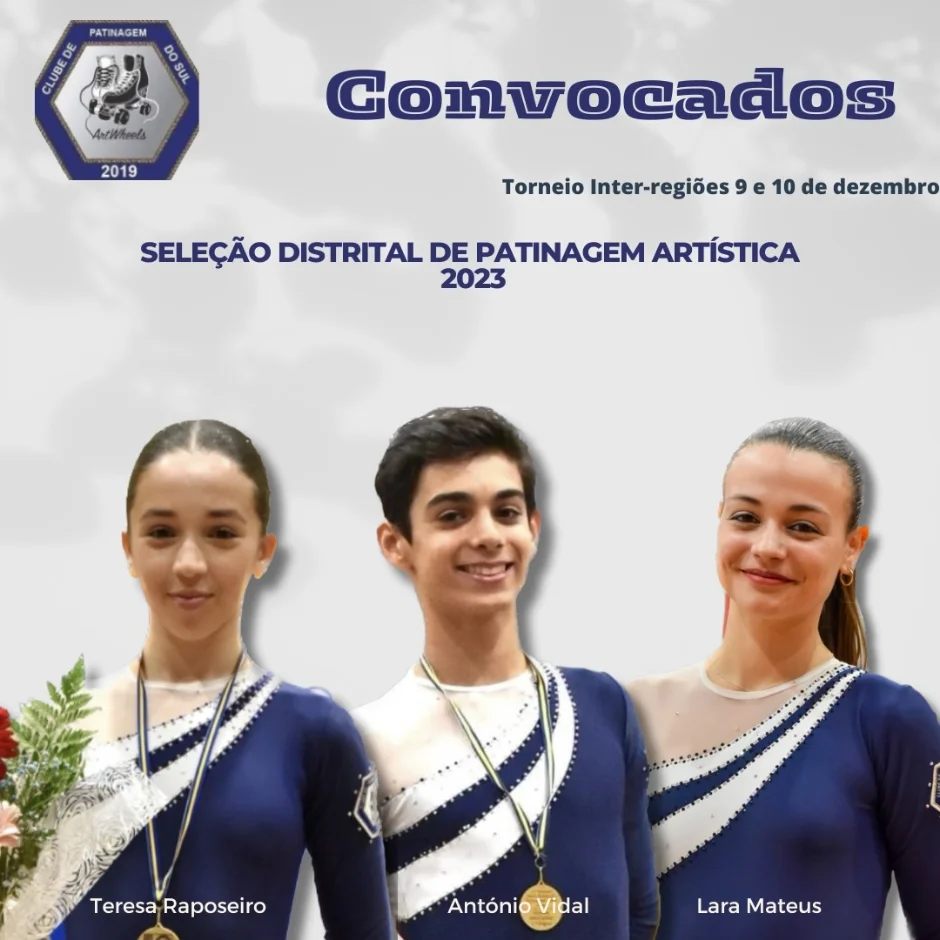 CLUBE DE PATINAGEM DO SUL
ArtWheels
2019
Convocados
Torneio Inter-regiões 9 e 10 de dezembro
SELEÇÃO DISTRITAL DE PATINAGEM ARTÍSTICA
2023
Teresa Raposeiro
António Vidal
Lara Mateus